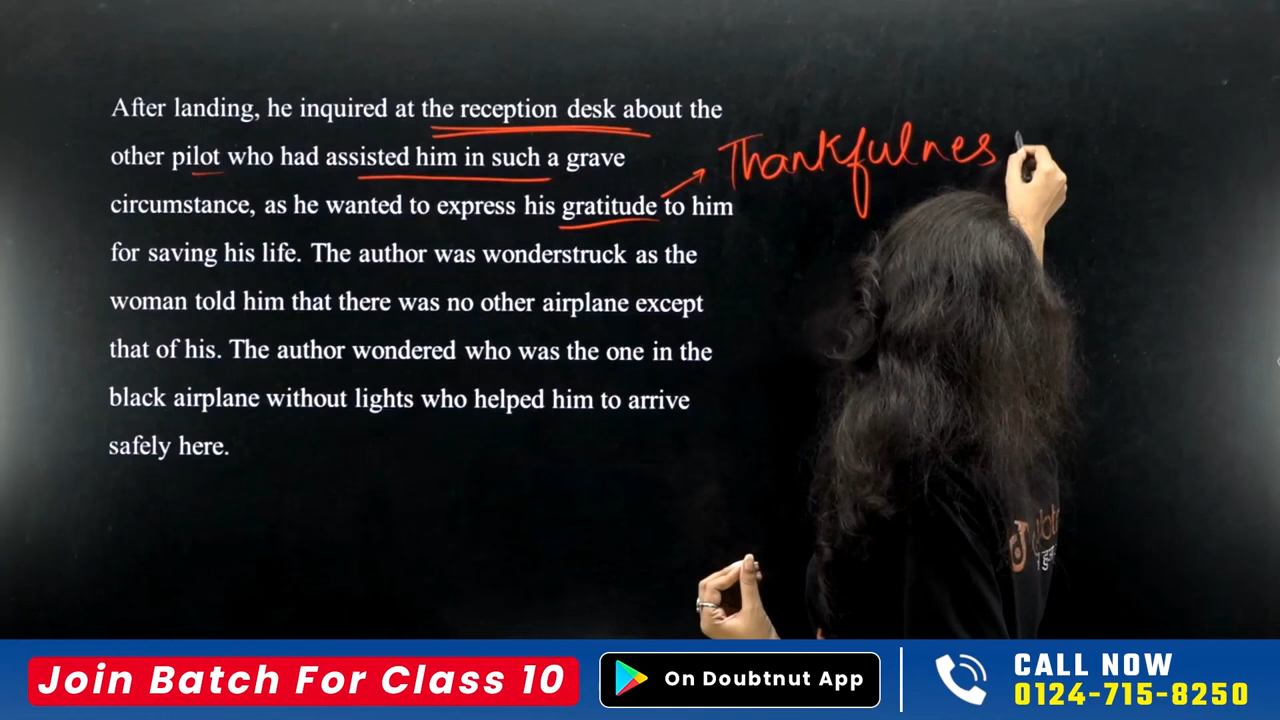 After landing, he inquired at the reception desk about the
other pilot who had assisted him in such a grave
circumstance, as he wanted to express his gratitude to him
for saving his life. The author was wonderstruck as the
woman told him that there was no other airplane except
that of his. The author wondered who was the one in the
black airplane without lights who helped him to arrive
safely here.
Thankfulnes
Join Batch For Class 10
On Doubtnut App
CALL NOW
0124-715-8250